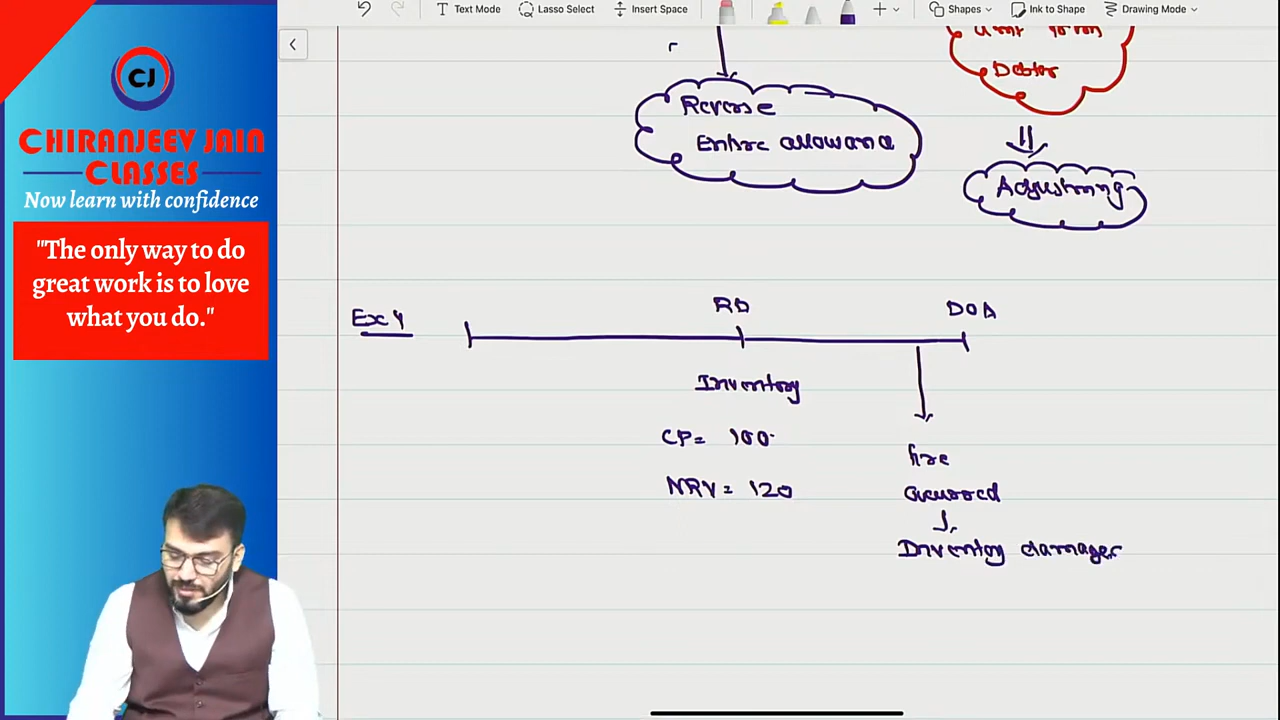 Text Mode
Lasso Select
Insert Space
Shapes
Ink to Shape
Drawing Mode
CJ
CHIRANJEEV JAIN
CLASSES
Now learn with confidence
"The only way to do
great work is to love
what you do."
Debtor
Reverse
Entire allowance
Adjusting
Ex 4
RD
DOA
Inventory
CP = 100
NRV = 120
fire
occurred
Inventory damages